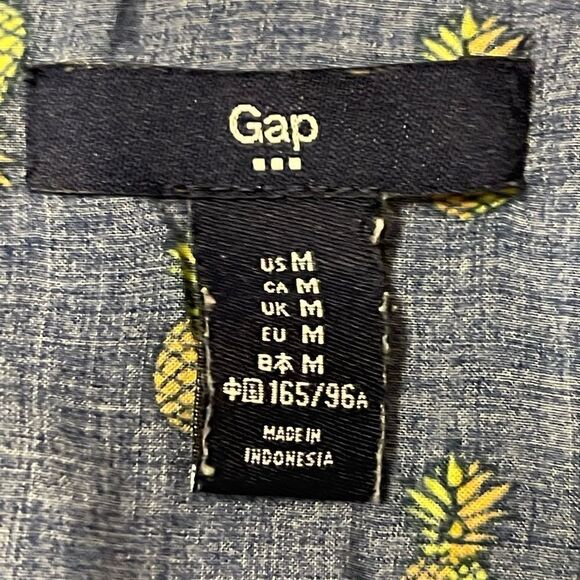 Gap
US M
CA M
UK M
EU M
日本 M
中国 165/96A
MADE IN
INDONESIA